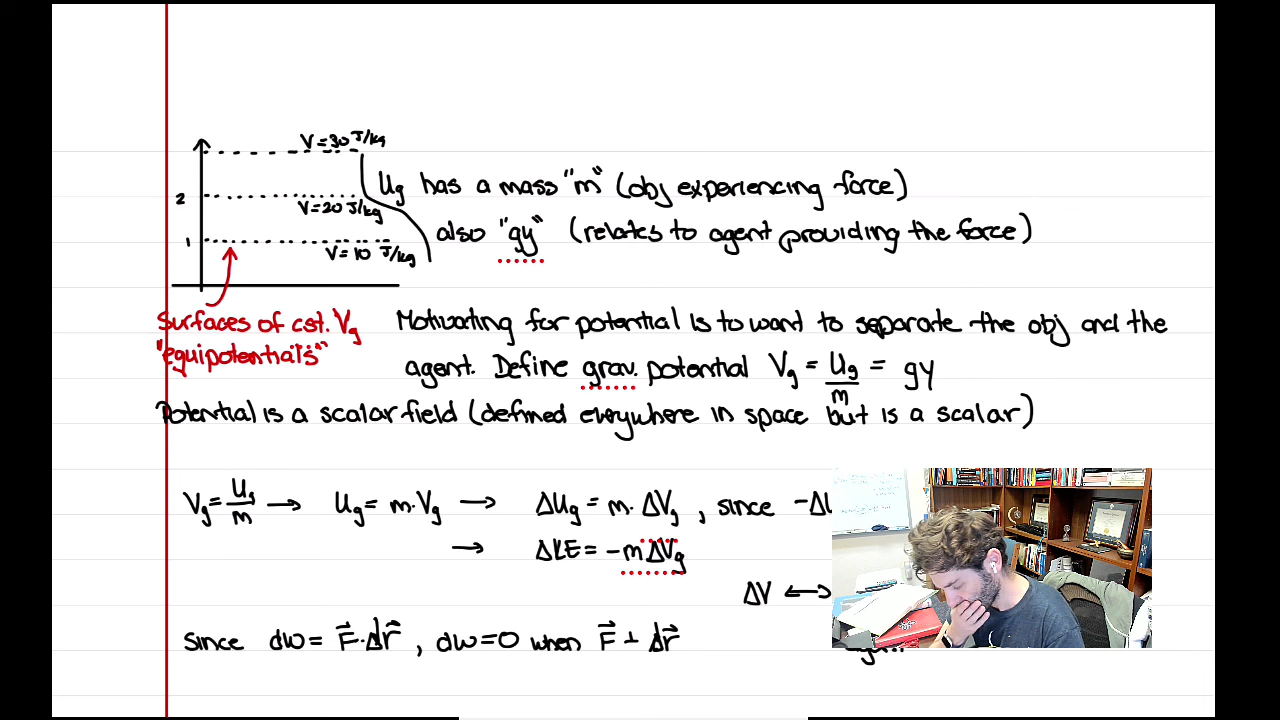 V=30 J/kg
2
V=20 J/kg
1
V=10 J/kg
Ug has a mass "m" (obj experiencing force)
also "gy" (relates to agent providing the force)
Surfaces of cst. Vg
"equipotentials"
Motivating for potential is to want to separate the obj and the
agent. Define grav. potential Vg = Ug/m = gy
Potential is a scalar field (defined everywhere in space but is a scalar)
Vg = Ug/m → Ug = m·Vg → ΔUg = m·ΔVg, since -ΔU
→ ΔKE = -mΔVg
ΔV ↔
since dw = F⃗·Δr⃗, dw=0 when F⃗ ⊥ Δr⃗